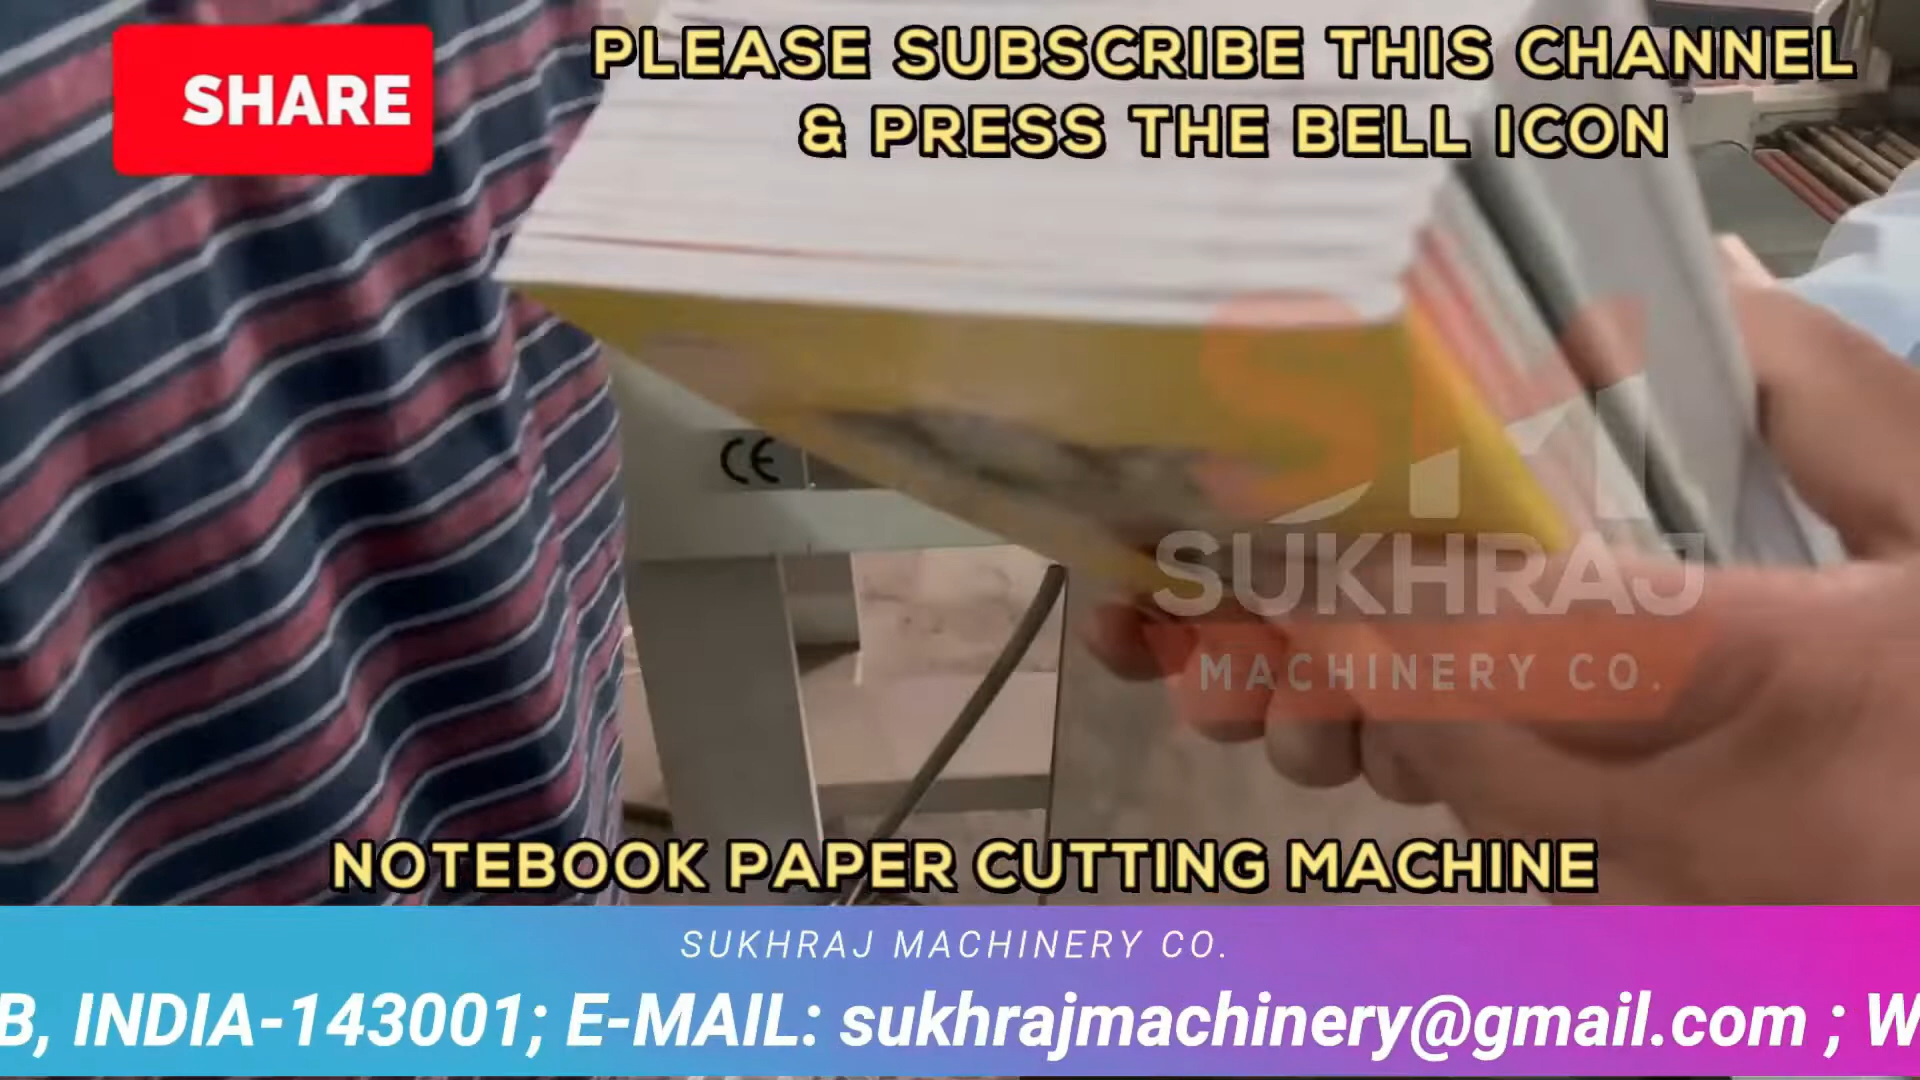 SHARE
PLEASE SUBSCRIBE THIS CHANNEL
& PRESS THE BELL ICON
CE
SM
SUKHRAJ
MACHINERY CO.
NOTEBOOK PAPER CUTTING MACHINE
SUKHRAJ MACHINERY CO.
B, INDIA-143001; E-MAIL: sukhrajmachinery@gmail.com ; W